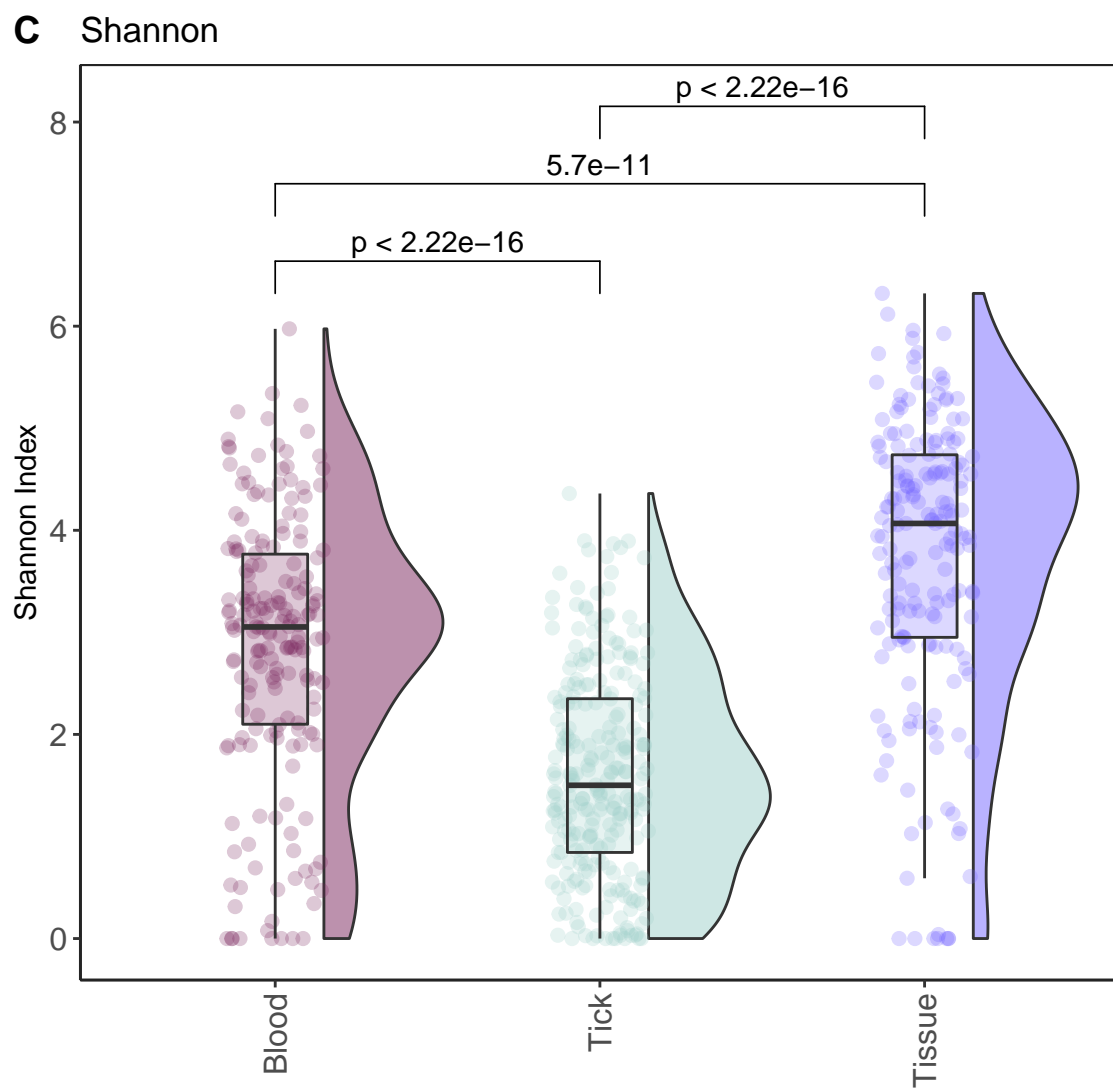 C Shannon
p < 2.22e−16
8
5.7e−11
p < 2.22e−16
6
Shannon Index
4
2
0
Blood
Tick
Tissue